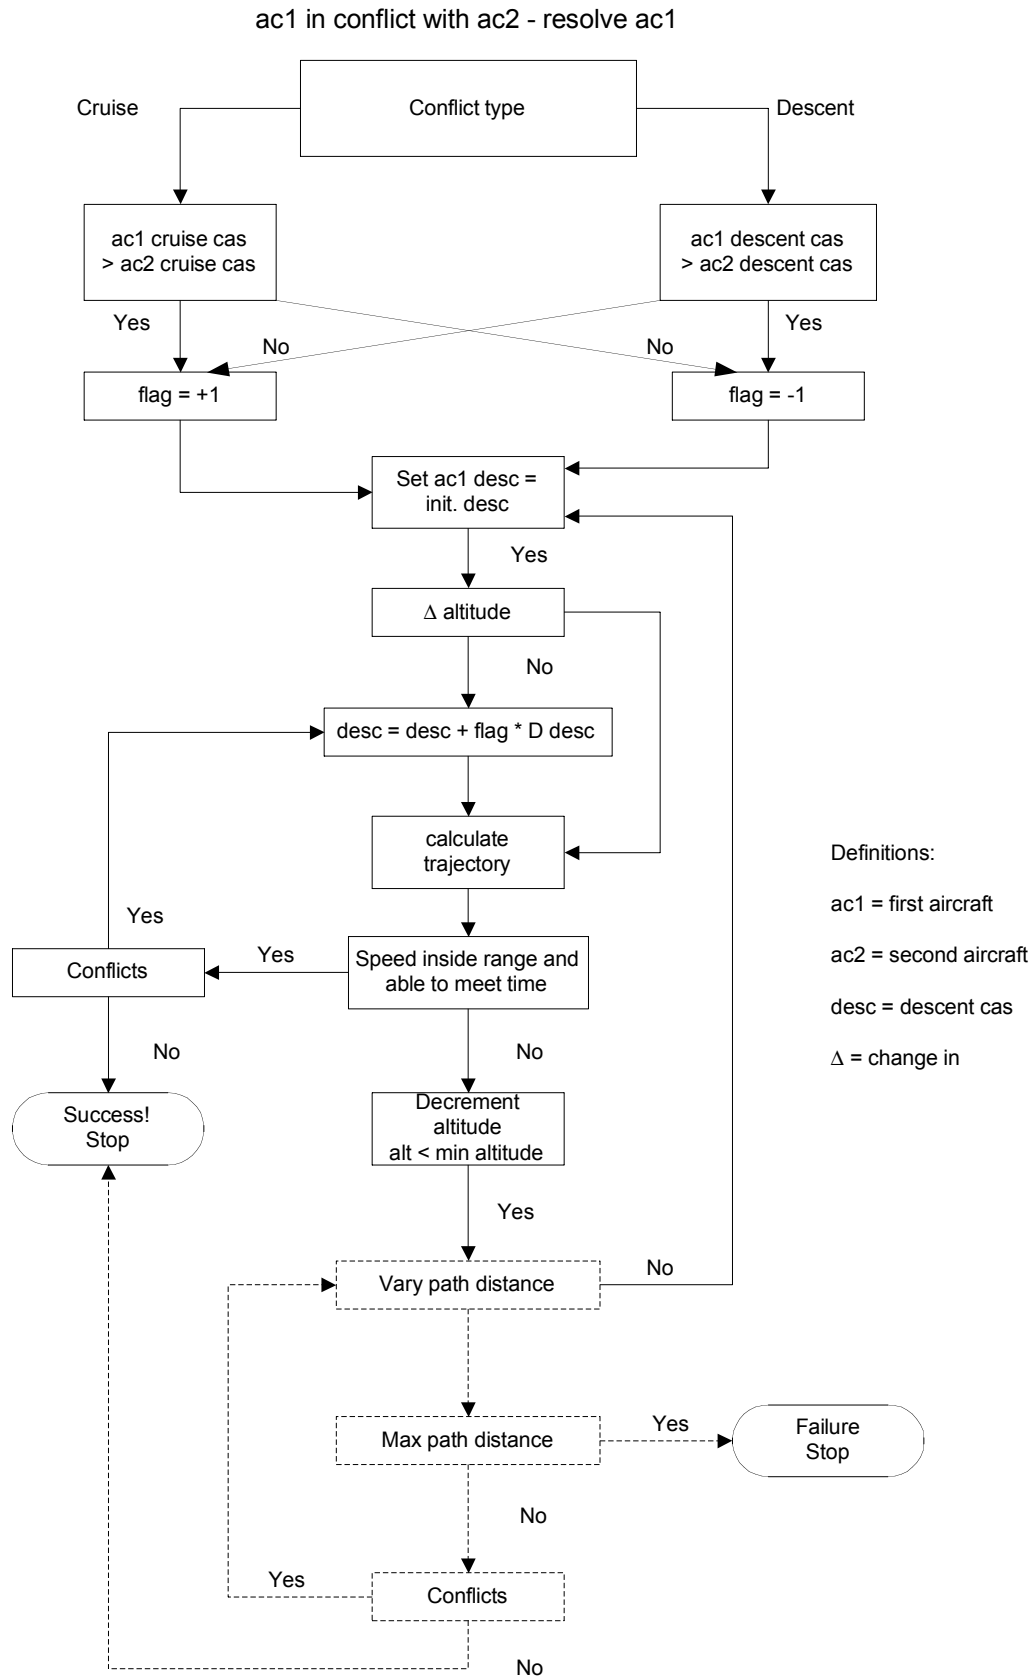 ac1 in conflict with ac2 - resolve ac1
Cruise
Conflict type
Descent
ac1 cruise cas
> ac2 cruise cas
ac1 descent cas
> ac2 descent cas
Yes
No
No
Yes
flag = +1
flag = -1
Set ac1 desc =
init. desc
Yes
Δ altitude
No
desc = desc + flag * D desc
calculate
trajectory
Definitions:
ac1 = first aircraft
ac2 = second aircraft
desc = descent cas
Δ = change in
Yes
Conflicts
Yes
Speed inside range and
able to meet time
No
No
Success!
Stop
Decrement
altitude
alt < min altitude
Yes
Vary path distance
No
Max path distance
Yes
Failure
Stop
No
Yes
Conflicts
No